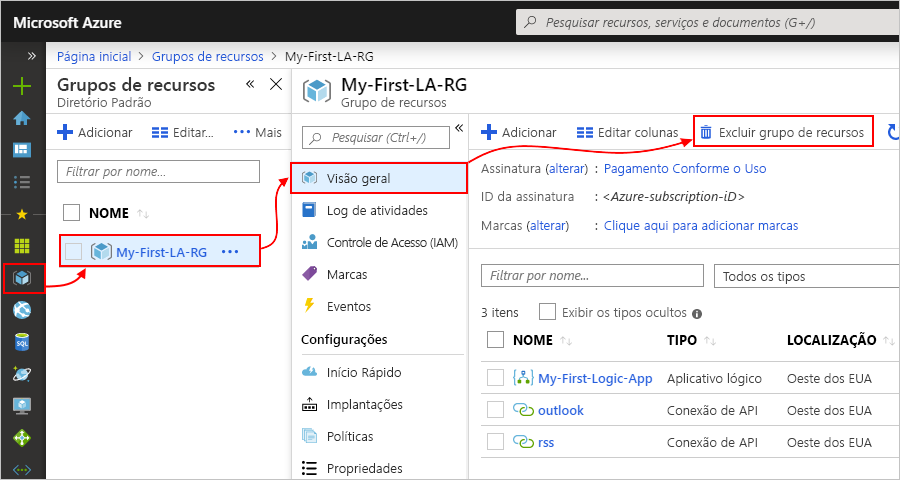 Microsoft Azure
Pesquisar recursos, serviços e documentos (G+/)
Página inicial > Grupos de recursos > My-First-LA-RG
Grupos de recursos
Diretório Padrão
Adicionar Editar... Mais
Filtrar por nome...
NOME
My-First-LA-RG
My-First-LA-RG
Grupo de recursos
Pesquisar (Ctrl+/)
Visão geral
Log de atividades
Controle de Acesso (IAM)
Marcas
Eventos
Configurações
Início Rápido
Implantações
Políticas
Propriedades
Adicionar Editar colunas Excluir grupo de recursos
Assinatura (alterar) : Pagamento Conforme o Uso
ID da assinatura : <Azure-subscription-iD>
Marcas (alterar) : Clique aqui para adicionar marcas
Filtrar por nome... Todos os tipos
3 itens Exibir os tipos ocultos
NOME TIPO LOCALIZAÇÃO
My-First-Logic-App Aplicativo lógico Oeste dos EUA
outlook Conexão de API Oeste dos EUA
rss Conexão de API Oeste dos EUA